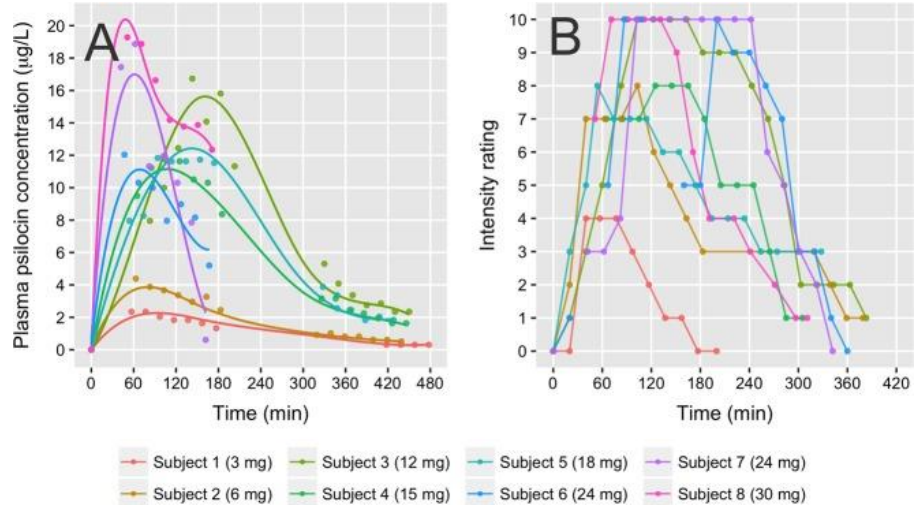 A
B
Plasma psilocin concentration (µg/L)
20
18
16
14
12
10
8
6
4
2
0
0 60 120 180 240 300 360 420 480
Time (min)
Intensity rating
10
9
8
7
6
5
4
3
2
1
0
0 60 120 180 240 300 360 420
Time (min)
Subject 1 (3 mg) Subject 3 (12 mg) Subject 5 (18 mg) Subject 7 (24 mg)
Subject 2 (6 mg) Subject 4 (15 mg) Subject 6 (24 mg) Subject 8 (30 mg)